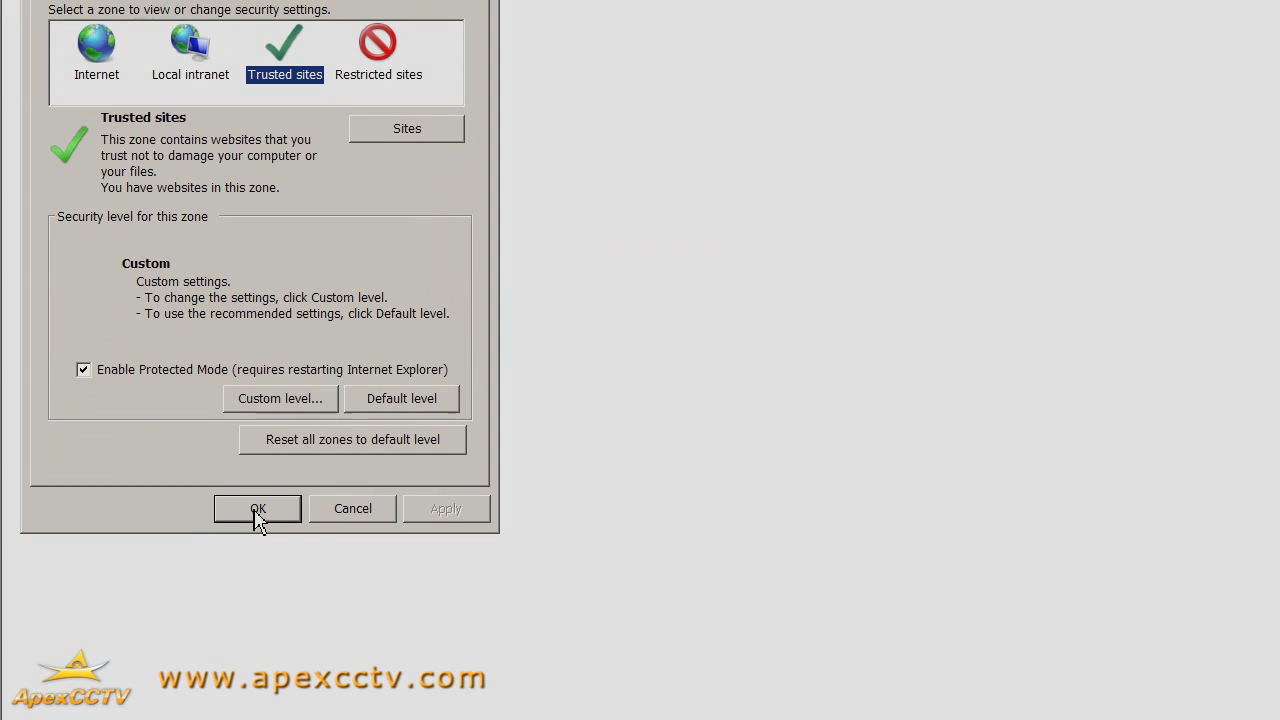 Select a zone to view or change security settings.
Internet
Local intranet
Trusted sites
Restricted sites
Trusted sites
Sites
This zone contains websites that you
trust not to damage your computer or
your files.
You have websites in this zone.
Security level for this zone
Custom
Custom settings.
- To change the settings, click Custom level.
- To use the recommended settings, click Default level.
Enable Protected Mode (requires restarting Internet Explorer)
Custom level...
Default level
Reset all zones to default level
OK
Cancel
Apply
ApexCCTV
www.apexcctv.com